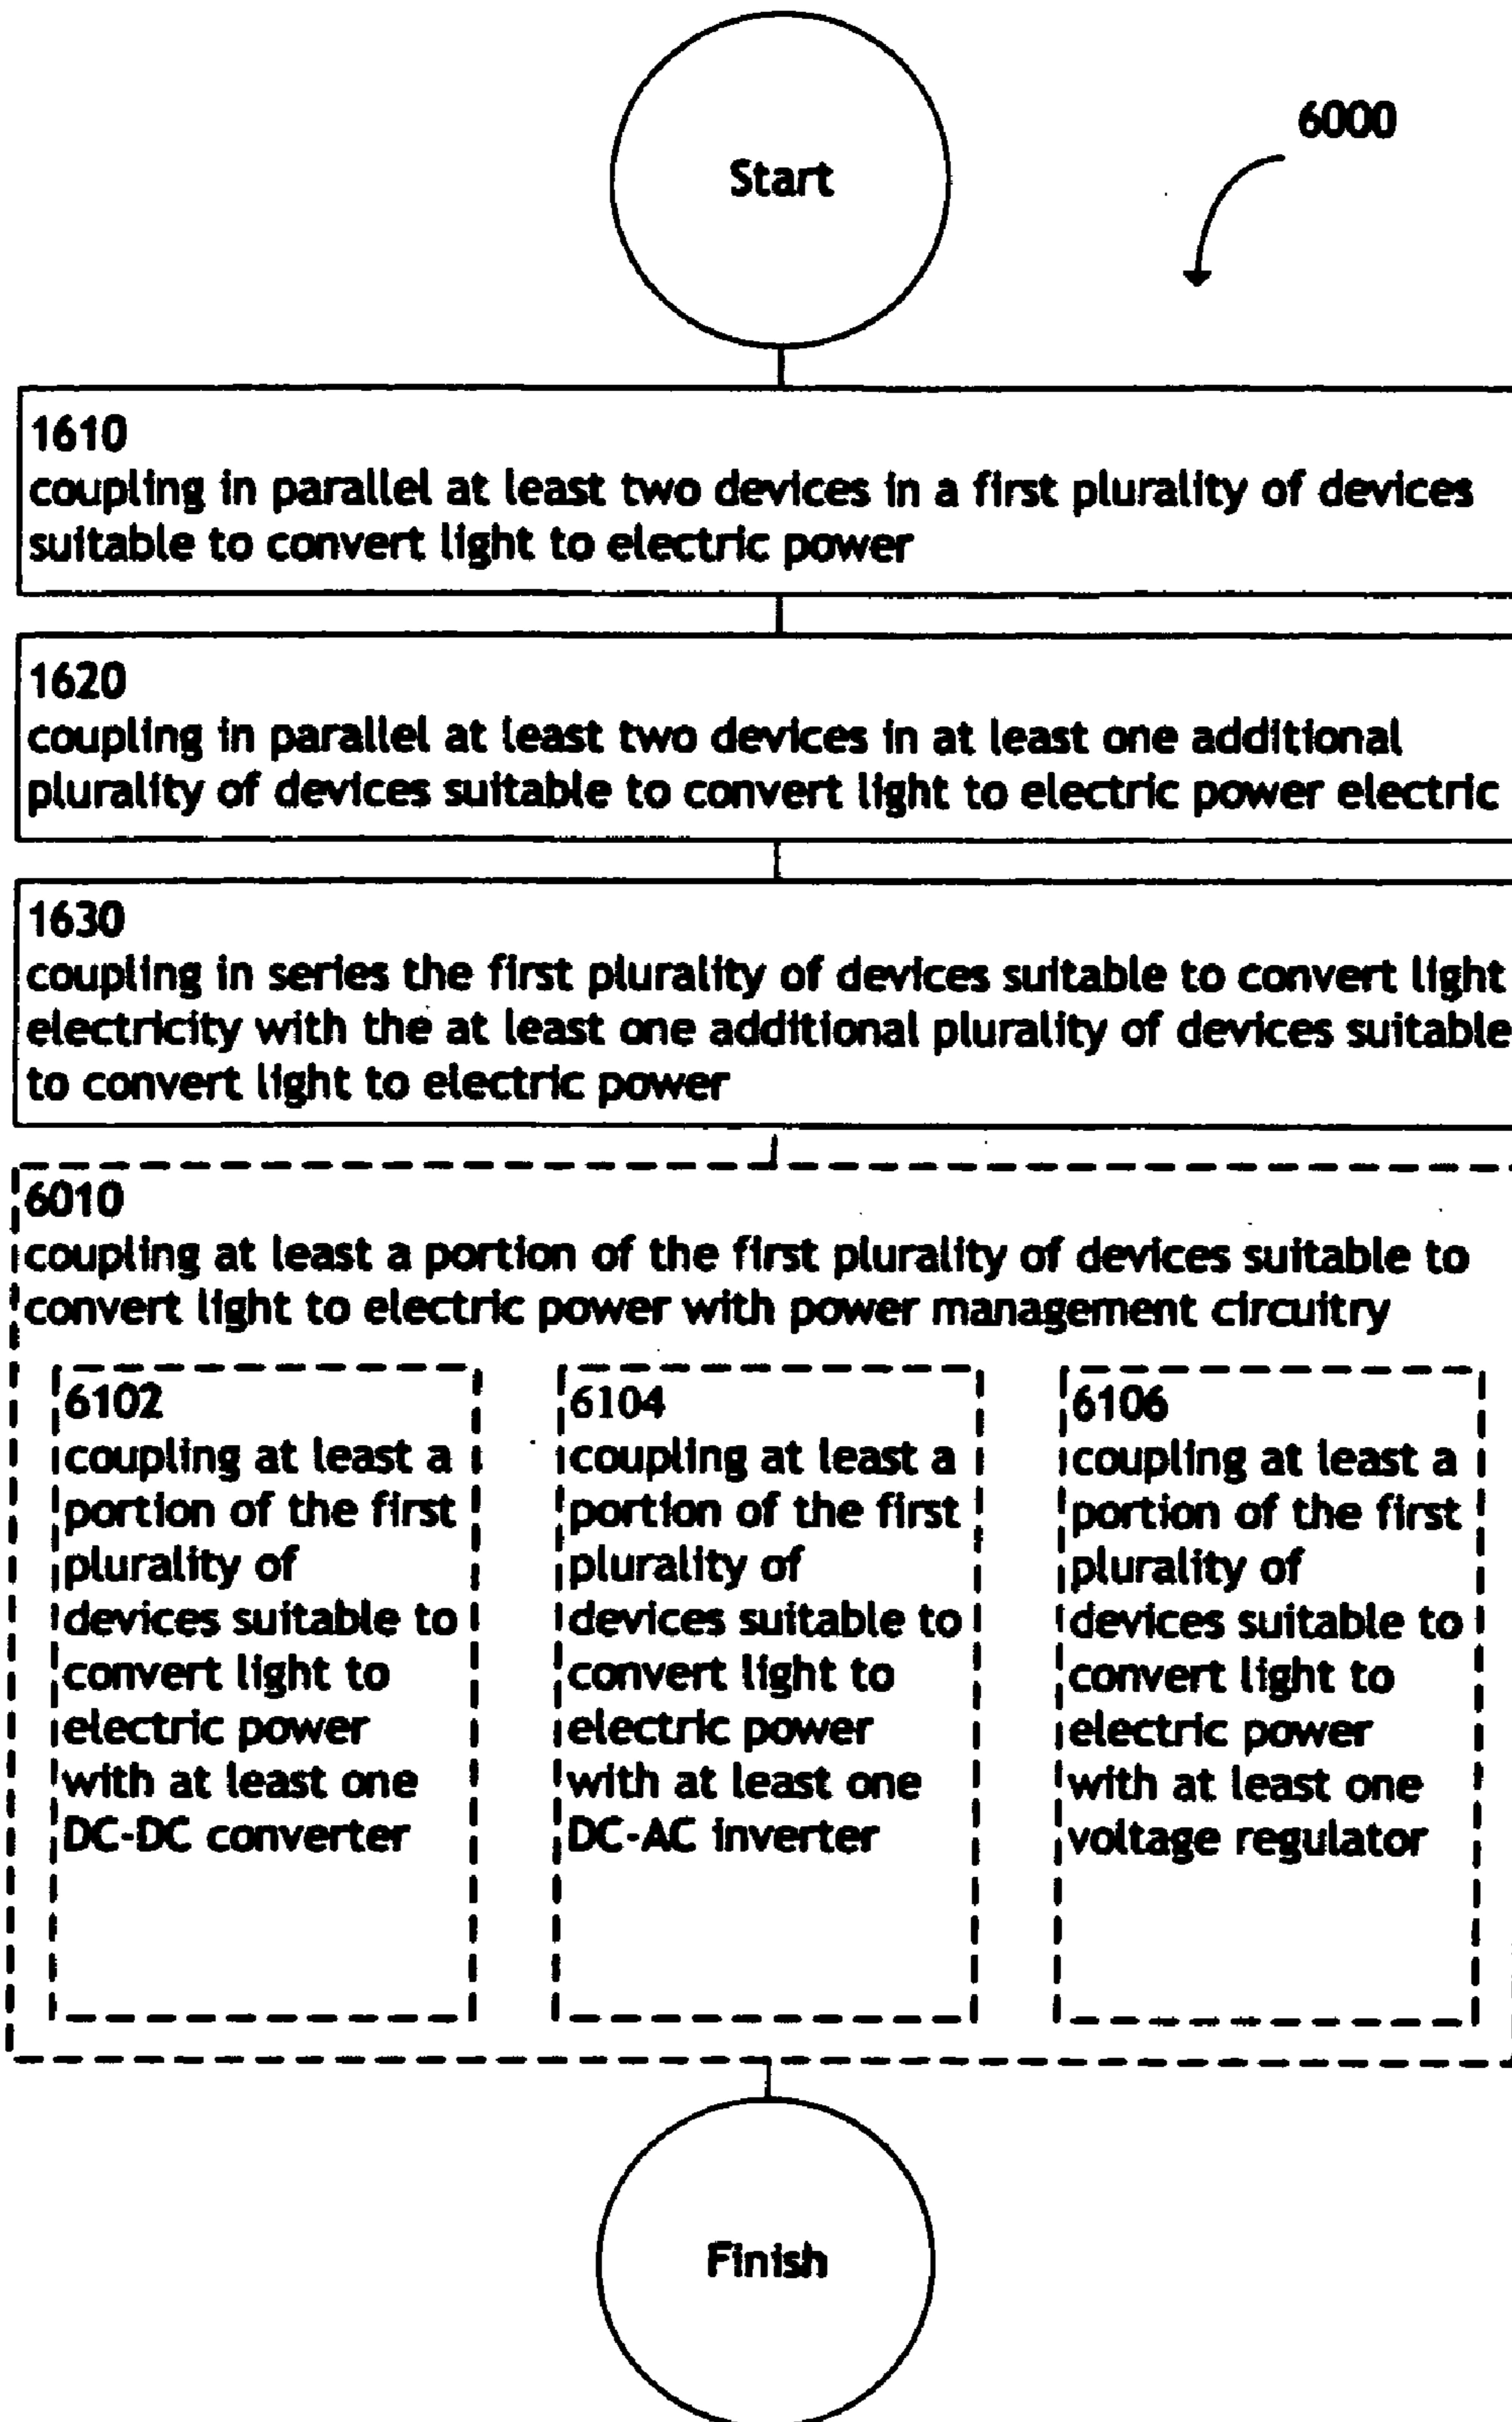 Start
6000
1610
coupling in parallel at least two devices in a first plurality of devices
suitable to convert light to electric power
1620
coupling in parallel at least two devices in at least one additional
plurality of devices suitable to convert light to electric power electric
1630
coupling in series the first plurality of devices suitable to convert light
electricity with the at least one additional plurality of devices suitable
to convert light to electric power
6010
coupling at least a portion of the first plurality of devices suitable to
convert light to electric power with power management circuitry
6102
coupling at least a
portion of the first
plurality of
devices suitable to
convert light to
electric power
with at least one
DC-DC converter
6104
coupling at least a
portion of the first
plurality of
devices suitable to
convert light to
electric power
with at least one
DC-AC inverter
6106
coupling at least a
portion of the first
plurality of
devices suitable to
convert light to
electric power
with at least one
voltage regulator
Finish